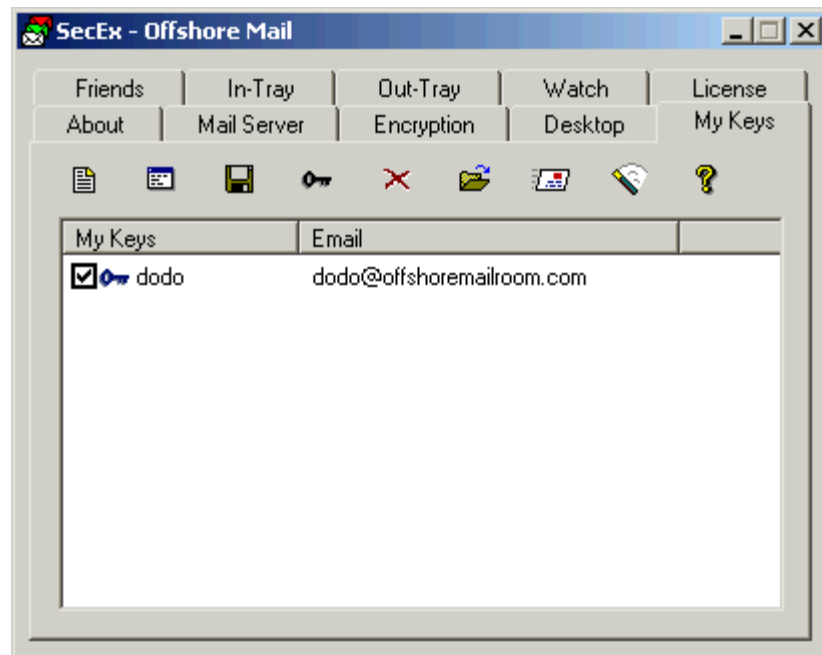 SecEx - Offshore Mail
Friends In-Tray Out-Tray Watch License
About Mail Server Encryption Desktop My Keys
My Keys Email
dodo dodo@offshoremailroom.com